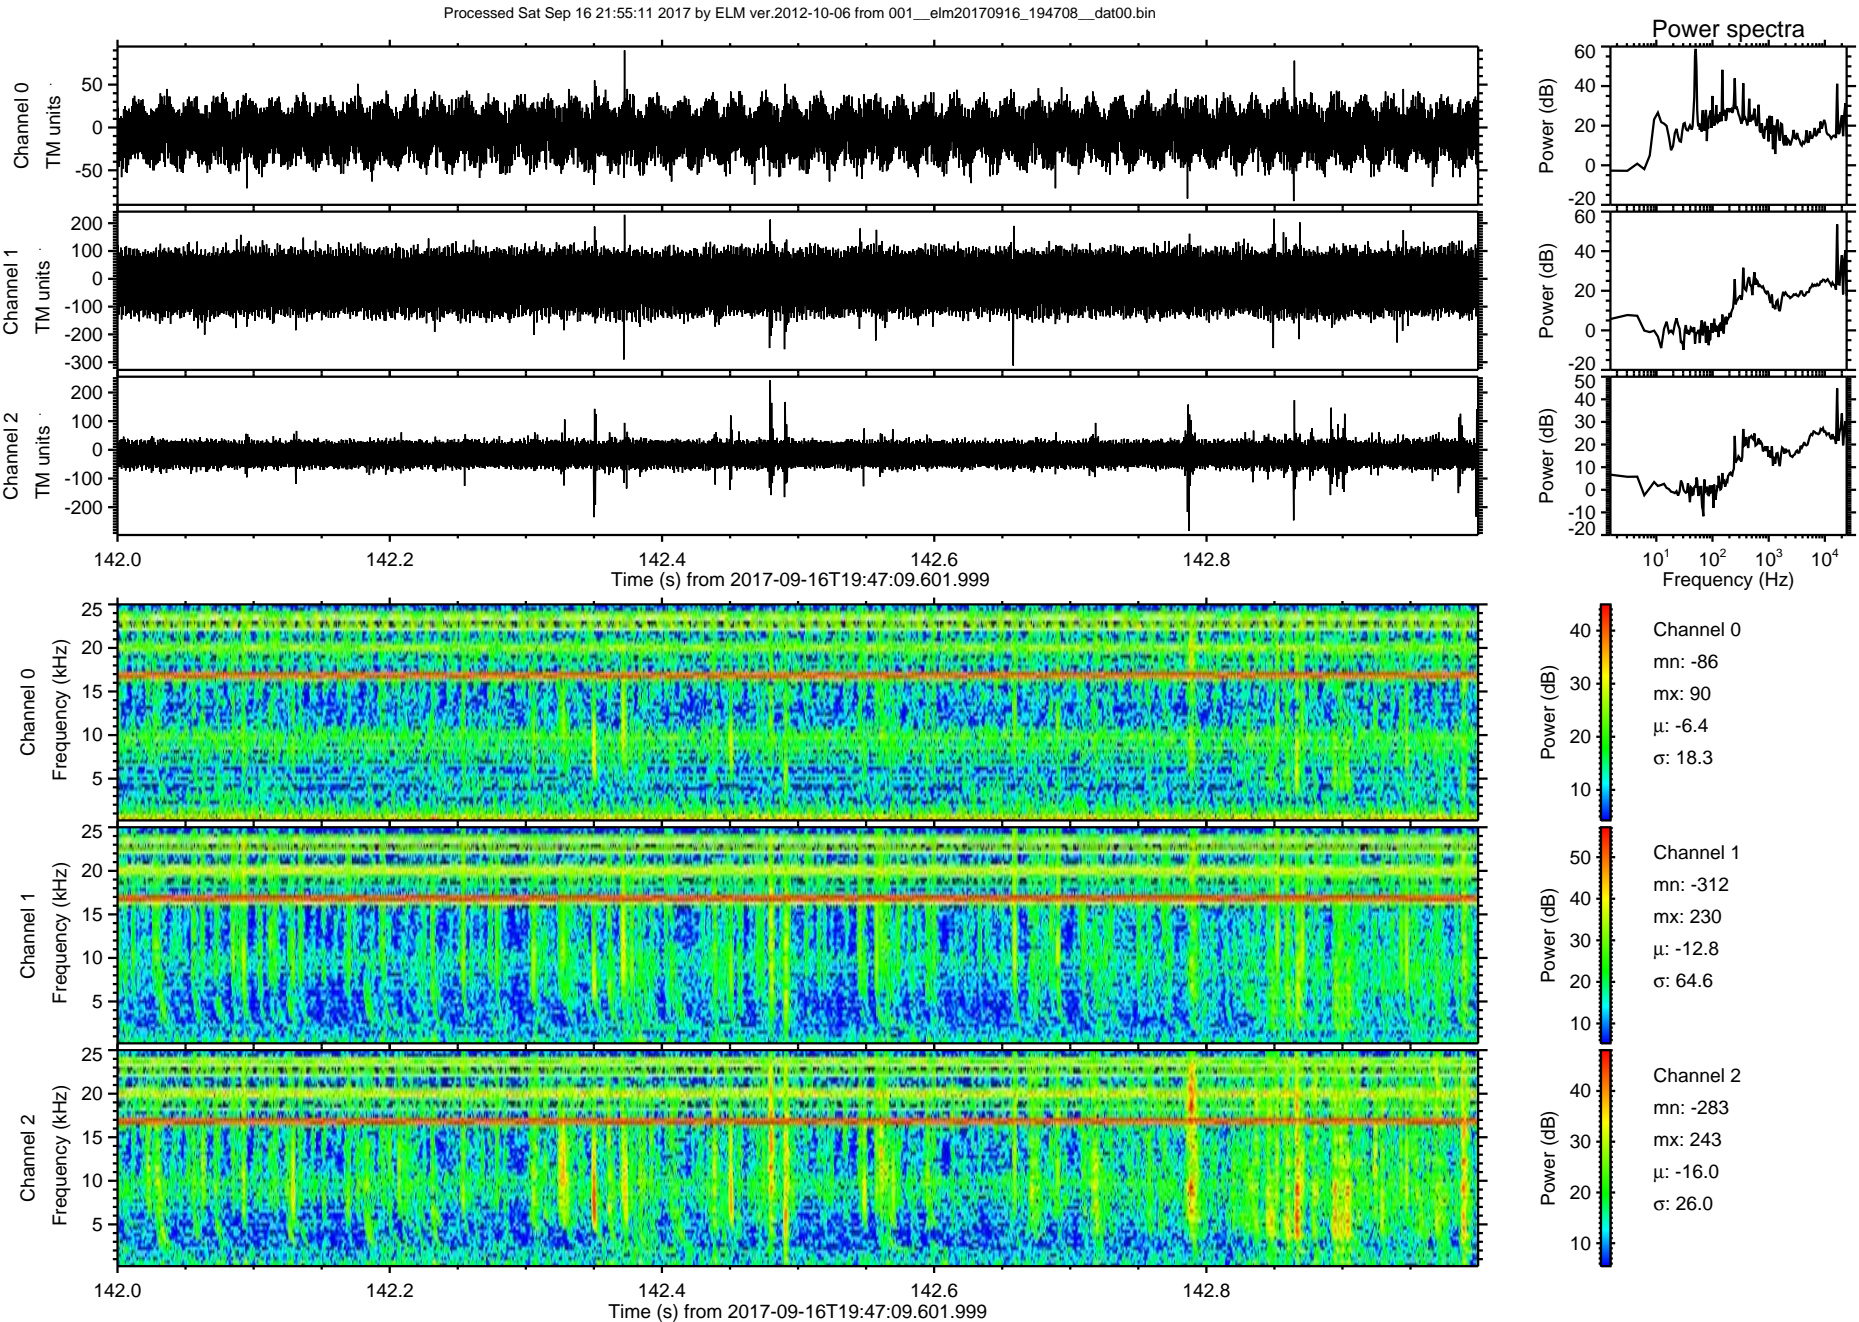 Processed Sat Sep 16 21:55:11 2017 by ELM ver.2012-10-06 from 001__elm20170916_194708__dat00.bin
Power spectra
Channel 0
TM units
50
0
-50
Power (dB)
60
40
20
0
-20
Channel 1
TM units
200
100
0
-100
-200
-300
Power (dB)
60
40
20
0
-20
Channel 2
TM units
200
100
0
-100
-200
Power (dB)
50
40
30
20
10
0
-10
-20
142.0 142.2 142.4 142.6 142.8
Time (s) from 2017-09-16T19:47:09.601.999
10¹ 10² 10³ 10⁴
Frequency (Hz)
Channel 0
Frequency (kHz)
25
20
15
10
5
Power (dB)
40
30
20
10
Channel 0
mn: -86
mx: 90
μ: -6.4
σ: 18.3
Channel 1
Frequency (kHz)
25
20
15
10
5
Power (dB)
50
40
30
20
10
Channel 1
mn: -312
mx: 230
μ: -12.8
σ: 64.6
Channel 2
Frequency (kHz)
25
20
15
10
5
Power (dB)
40
30
20
10
Channel 2
mn: -283
mx: 243
μ: -16.0
σ: 26.0
142.0 142.2 142.4 142.6 142.8
Time (s) from 2017-09-16T19:47:09.601.999